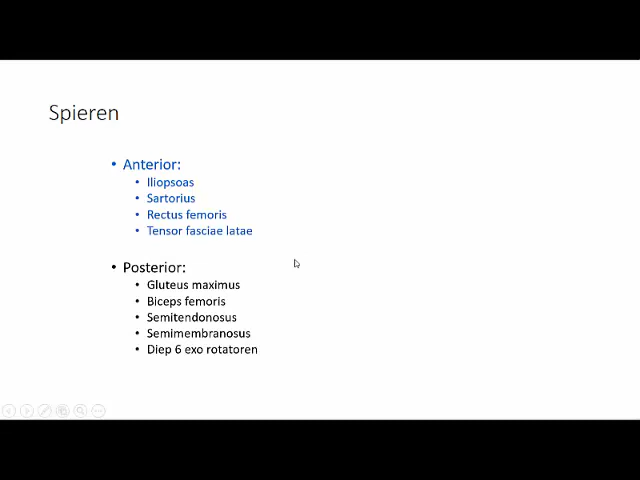 Spieren
• Anterior:
• Iliopsoas
• Sartorius
• Rectus femoris
• Tensor fasciae latae
• Posterior:
• Gluteus maximus
• Biceps femoris
• Semitendonosus
• Semimembranosus
• Diep 6 exo rotatoren